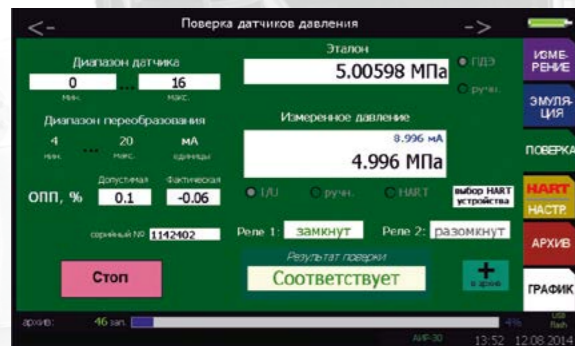 <- Поверка датчиков давления ->
Диапазон датчика
0 ... 16
мин. макс.
Диапазон преобразования
4 ... 20 мА
мин. макс. единицы
Допустимая Фактическая
ОПП, % 0.1 -0.06
серийный № 1142402
Стоп
Эталон
5.00598 МПа
ПДЭ
ручн.
Измеренное давление
8.996 мА
4.996 МПа
I/U ручн. HART
выбор HART
устройства
Реле 1: замкнут Реле 2: разомкнут
Результат поверки
Соответствует
+
в архив
ИЗМЕ-
РЕНИЕ
ЭМУЛЯ-
ЦИЯ
ПОВЕРКА
HART
НАСТР.
АРХИВ
ГРАФИК
архив: 46 зап. 4% USB
flash
АИР-30 13:52 12.08.2014